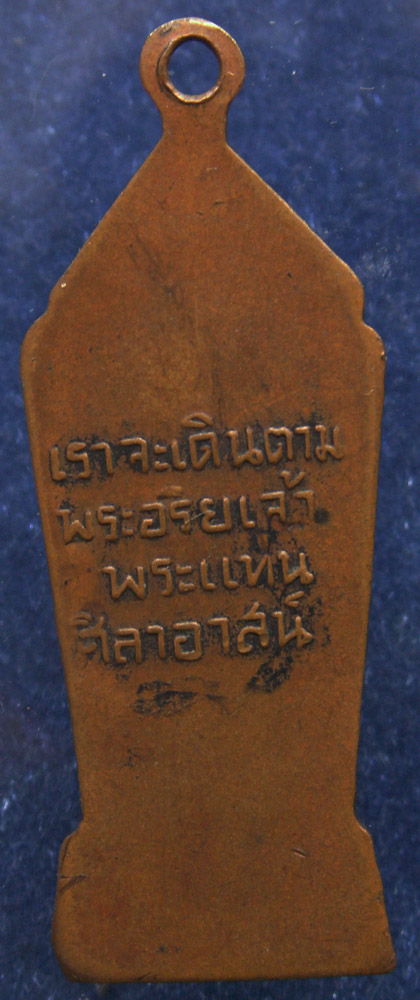 เราจะเดินตาม
พระอริยเจ้า
พระแทน
ศิลาอาสน์